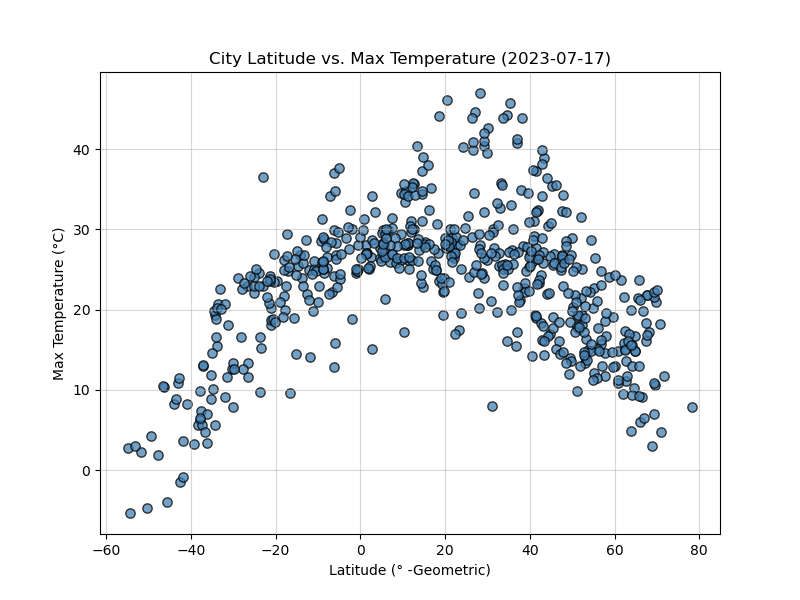 City Latitude vs. Max Temperature (2023-07-17)
Max Temperature (°C)
40
30
20
10
0
−60 −40 −20 0 20 40 60 80
Latitude (° -Geometric)